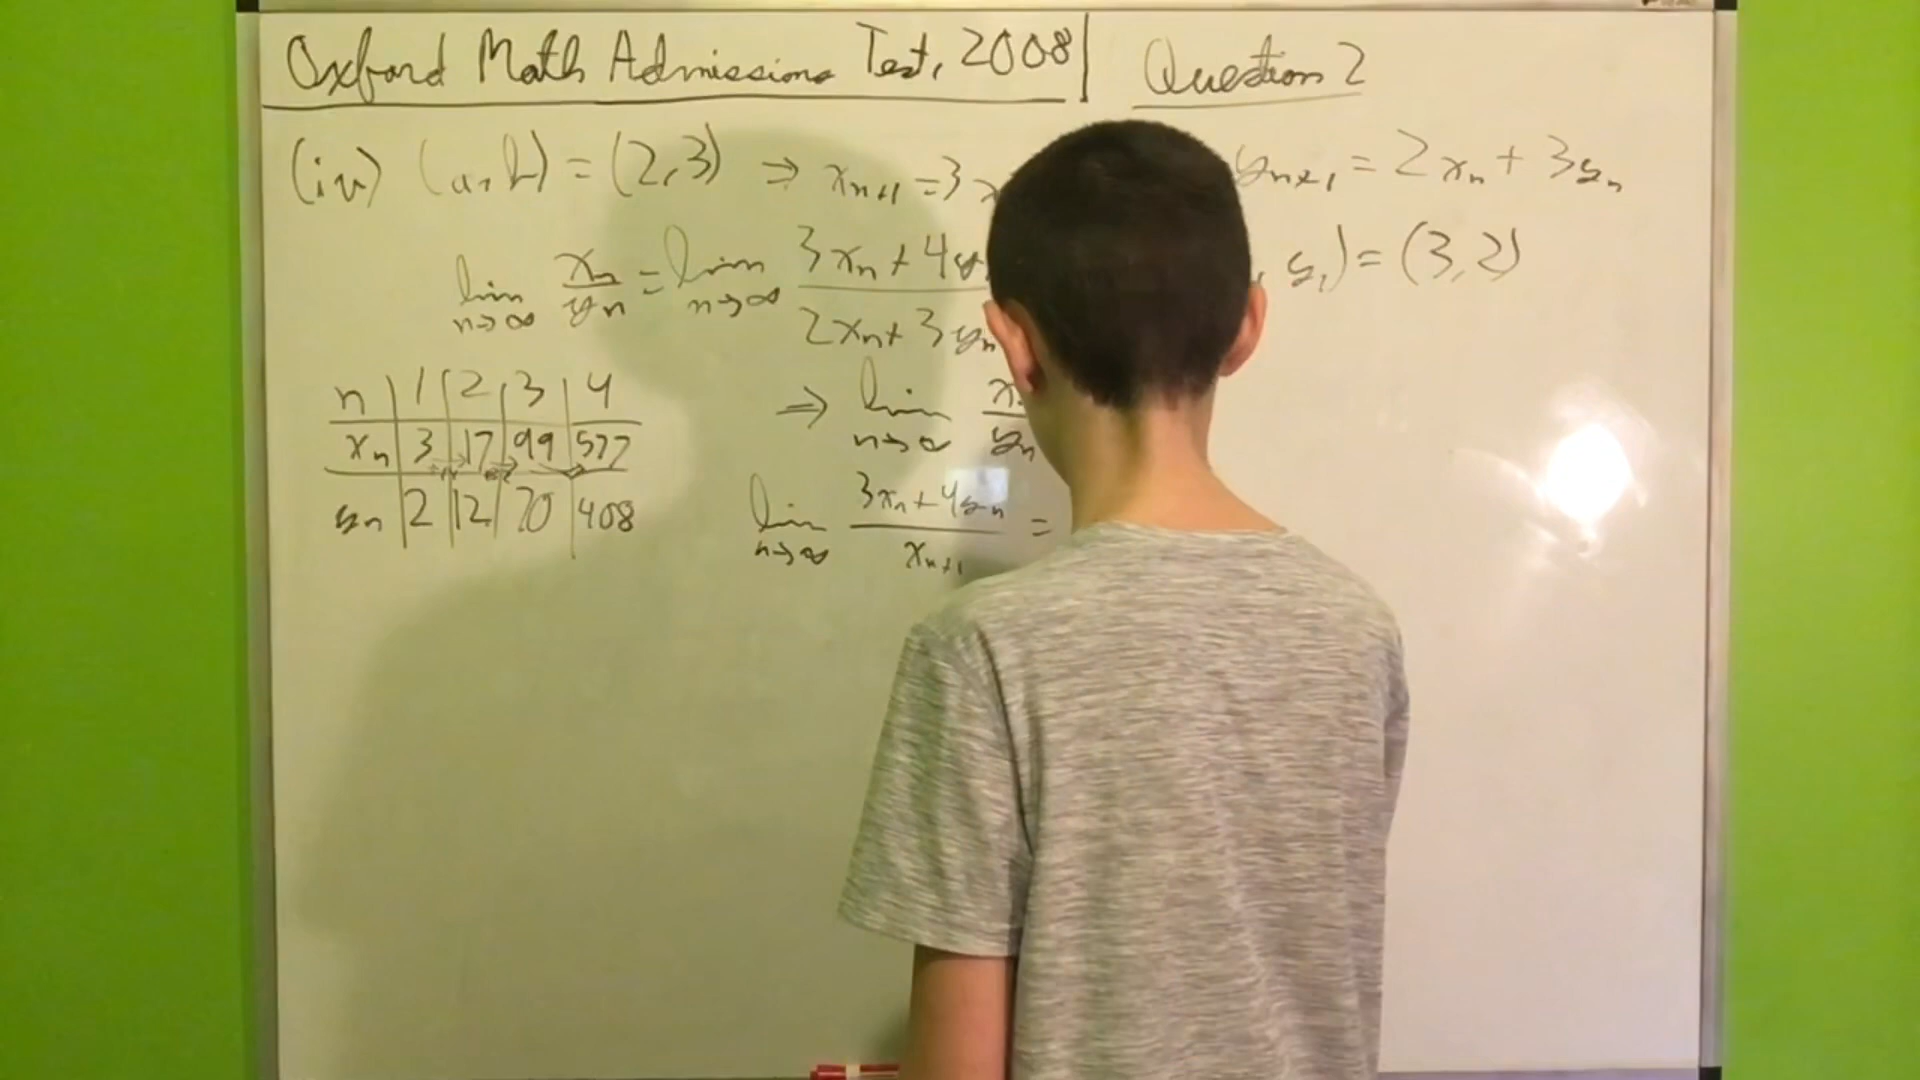 Oxford Math Admissions Test, 2008 | Question 2
(iv) (a, b) = (2,3) ⇒ xₙ₊₁ = 3x yₙ₊₁ = 2xₙ + 3yₙ
lim n→∞ xₙ/yₙ = lim n→∞ (3xₙ + 4y)/(2xₙ + 3yₙ) , y₁) = (3,2)
n | 1 | 2 | 3 | 4
xₙ | 3 | 17 | 99 | 577
yₙ | 2 | 12 | 70 | 408
⇒ lim n→∞ x/yₙ
lim n→∞ (3xₙ + 4yₙ)/xₙ₊₁ =